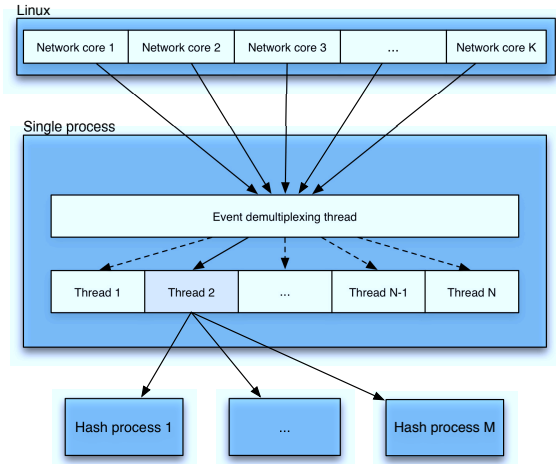 Linux
Network core 1
Network core 2
Network core 3
...
Network core K
Single process
Event demultiplexing thread
Thread 1
Thread 2
...
Thread N-1
Thread N
Hash process 1
...
Hash process M